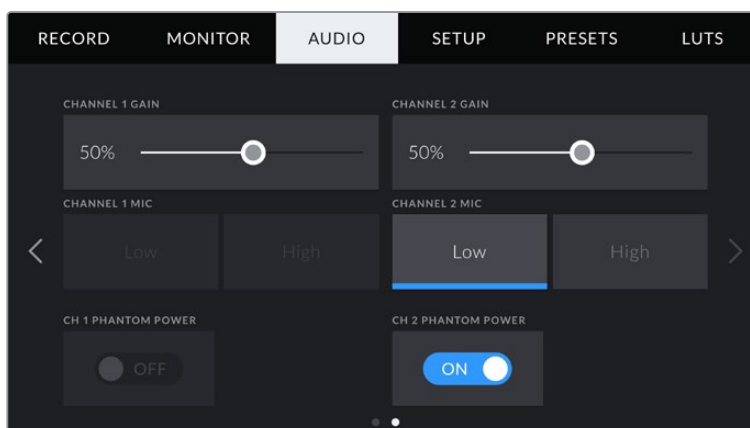 RECORD MONITOR AUDIO SETUP PRESETS LUTS
CHANNEL 1 GAIN CHANNEL 2 GAIN
50% 50%
CHANNEL 1 MIC CHANNEL 2 MIC
Low High Low High
CH 1 PHANTOM POWER CH 2 PHANTOM POWER
OFF ON